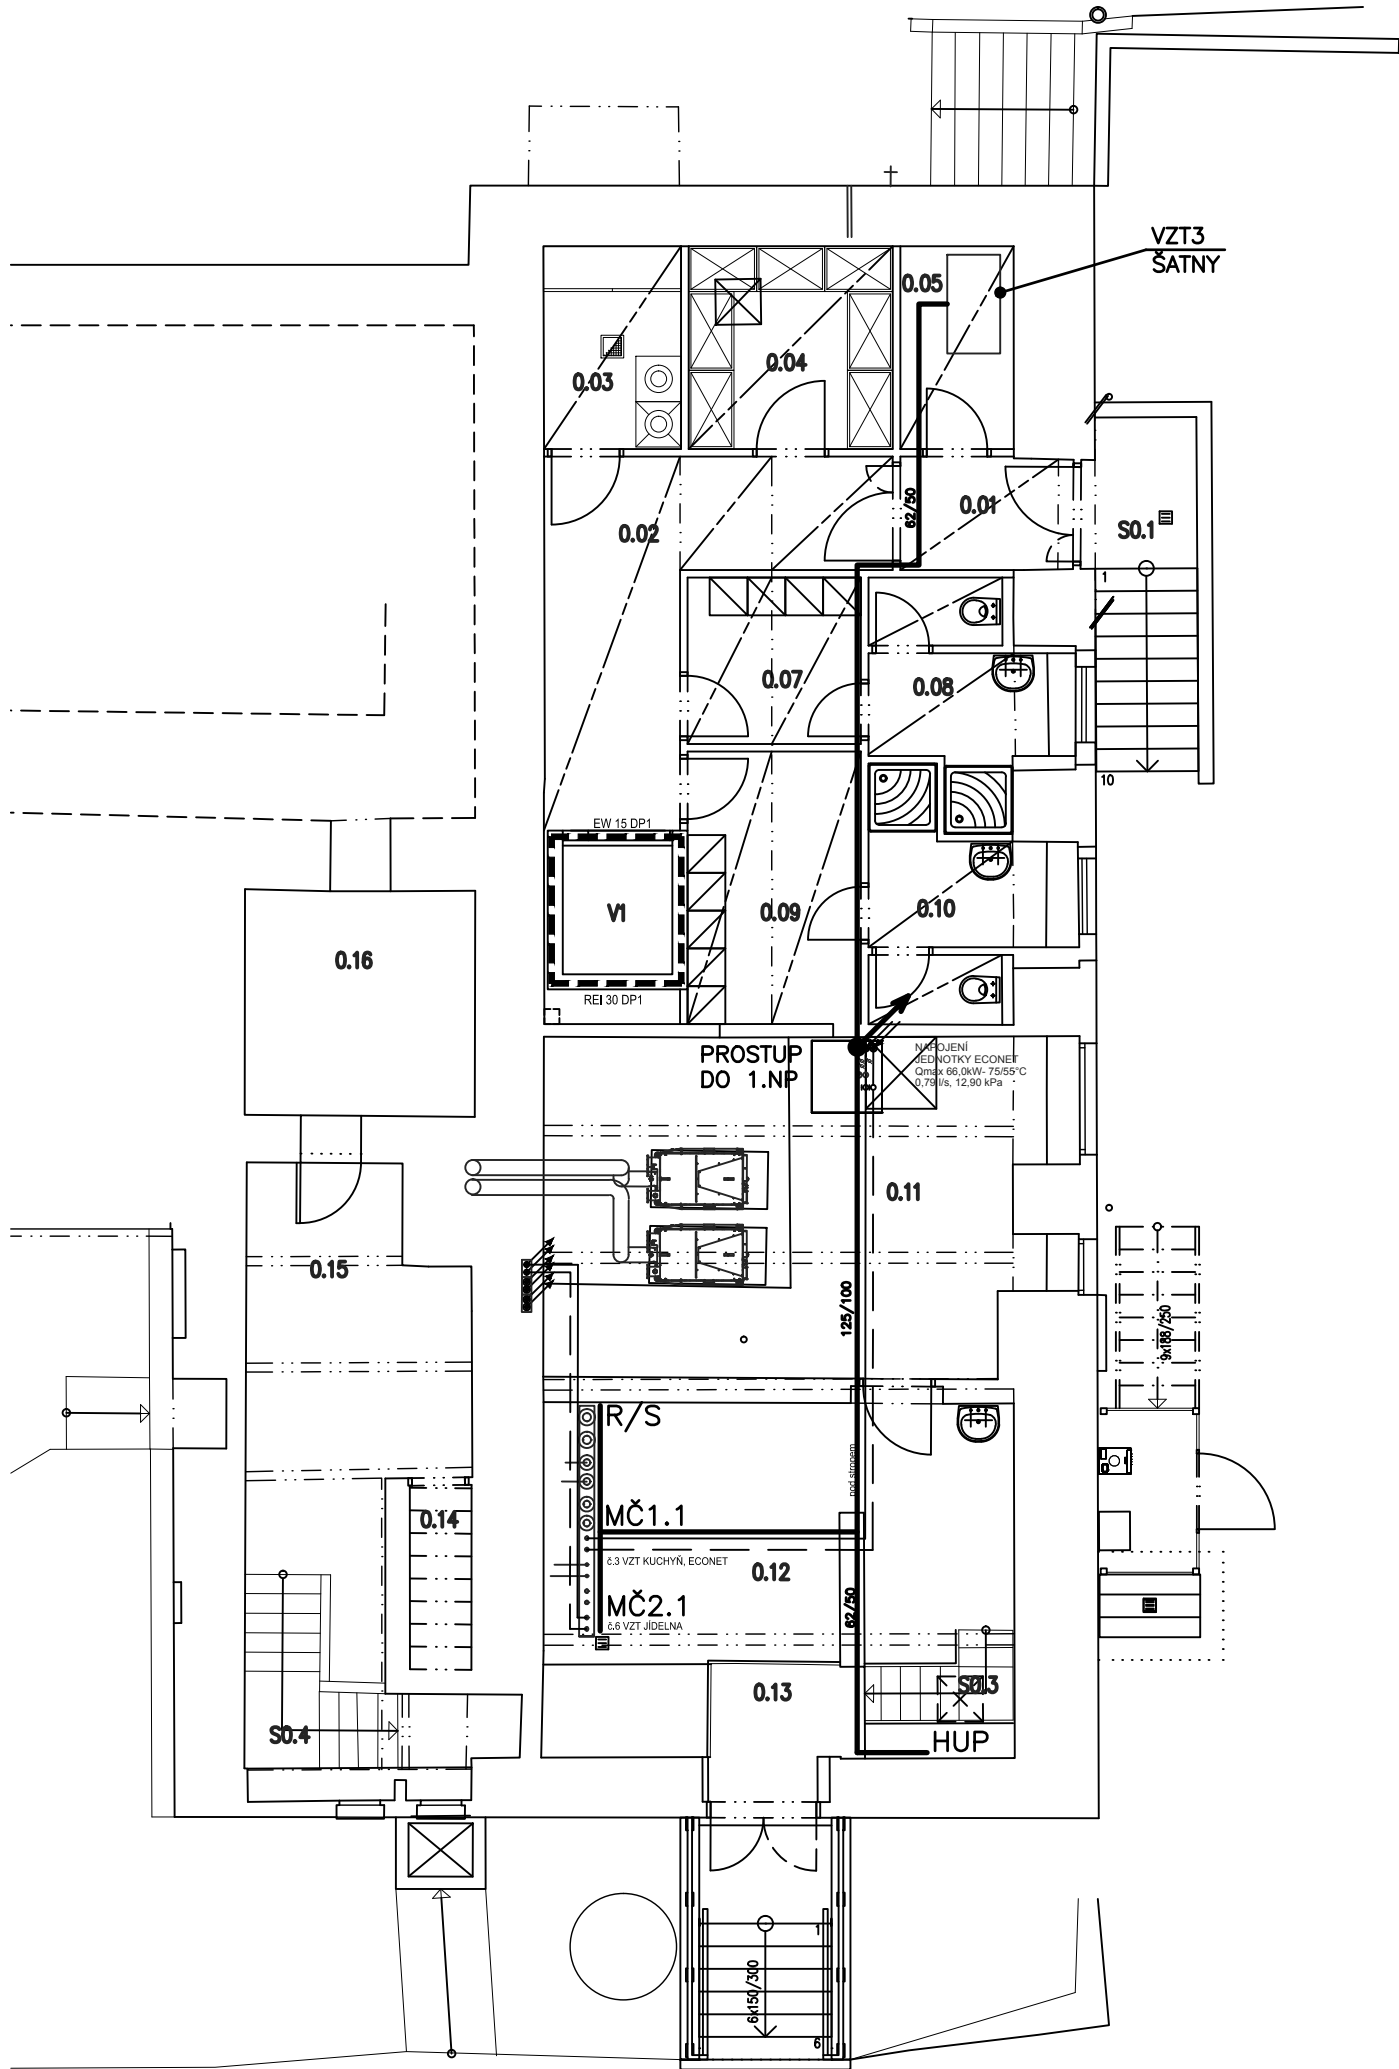 VZT3
ŠATNY
0.05
0.04
0.03
62/50
0.01
0.02
S0.1
1
0.07
0.08
10
EW 15 DP1
V1
0.09
0.10
0.16
REI 30 DP1
PROSTUP
DO 1.NP
NAPOJENÍ
JEDNOTKY ECONET
Qmax 66,0kW- 75/55°C
0,79 l/s, 12,90 kPa
0.11
0.15
125/100
9x188/250
R/S
pod stropem
MČ1.1
0.14
č.3 VZT KUCHYŇ, ECONET
0.12
MČ2.1
62/50
č.6 VZT JÍDELNA
0.13
S0.3
S0.4
HUP
1
6x150/300
6